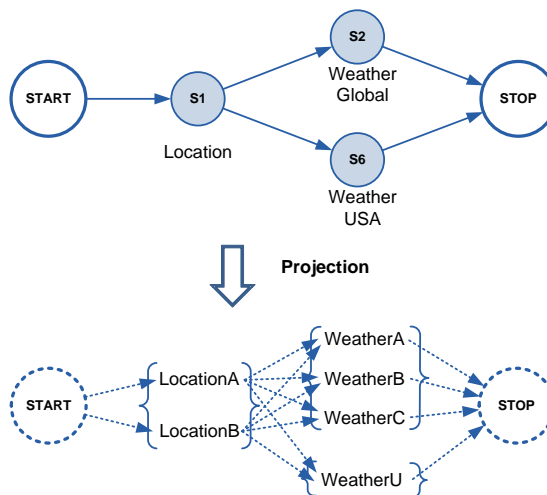 S2
Weather
Global
START
S1
STOP
Location
S6
Weather
USA
Projection
WeatherA
LocationA
WeatherB
START
STOP
WeatherC
LocationB
WeatherU